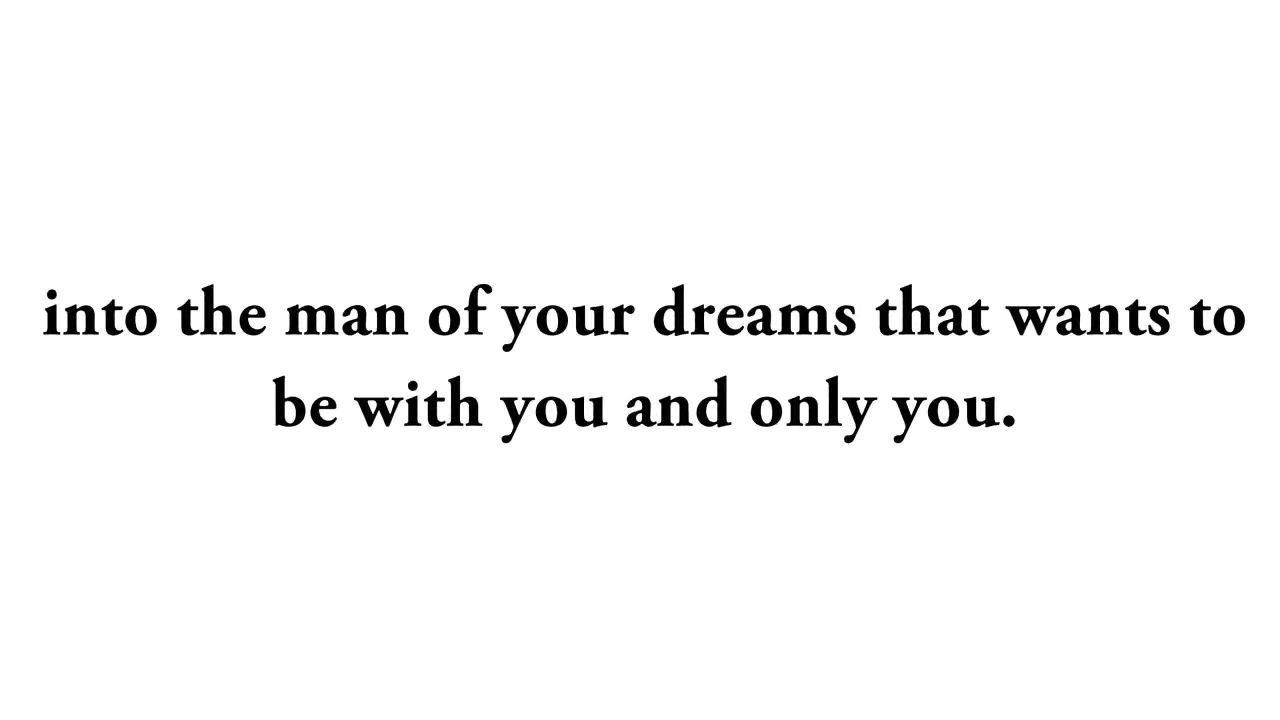 into the man of your dreams that wants to
be with you and only you.